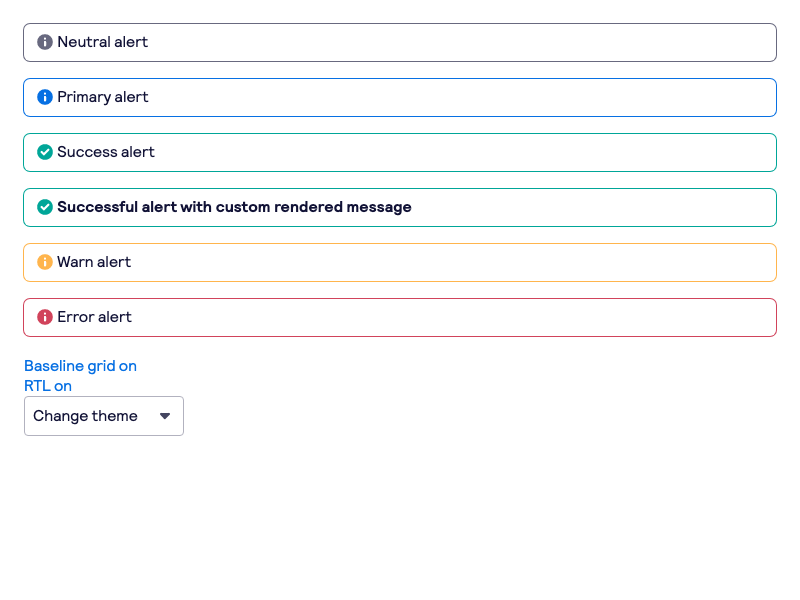 Neutral alert
Primary alert
Success alert
Successful alert with custom rendered message
Warn alert
Error alert
Baseline grid on
RTL on
Change theme